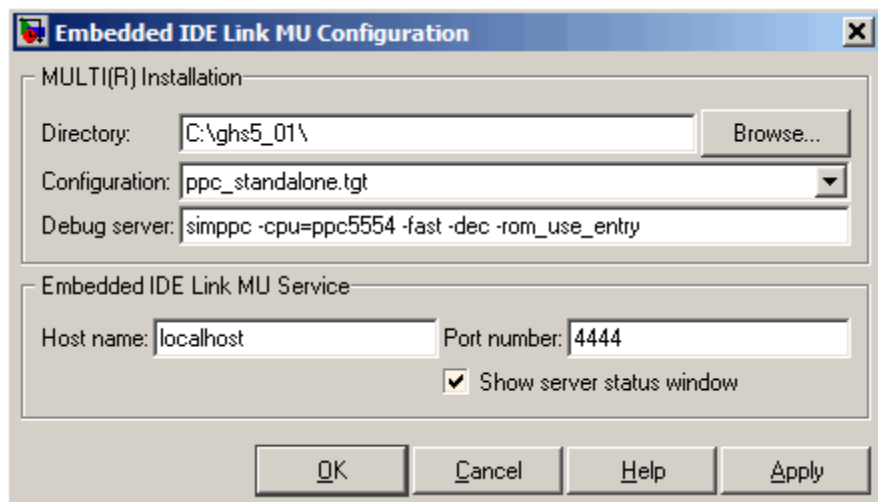 Embedded IDE Link MU Configuration
MULTI(R) Installation
Directory: C:\ghs5_01\ Browse...
Configuration: ppc_standalone.tgt
Debug server: simppc -cpu=ppc5554 -fast -dec -rom_use_entry
Embedded IDE Link MU Service
Host name: localhost Port number: 4444
Show server status window
OK Cancel Help Apply